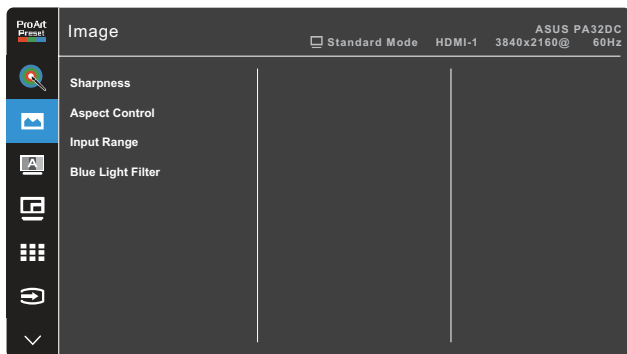 ProArt
Preset
Image
ASUS PA32DC
Standard Mode HDMI-1 3840x2160@ 60Hz
Sharpness
Aspect Control
Input Range
Blue Light Filter
A